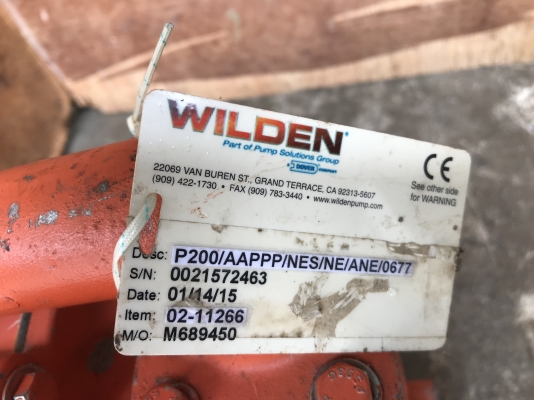 WILDEN®
Part of Pump Solutions Group
DOVER COMPANY
22069 VAN BUREN ST., GRAND TERRACE, CA 92313-5607
(909) 422-1730 • FAX (909) 783-3440 • www.wildenpump.com
CE
See other side
for WARNING
Desc: P200/AAPPP/NES/NE/ANE/0677
S/N: 0021572463
Date: 01/14/15
Item: 02-11266
M/O: M689450